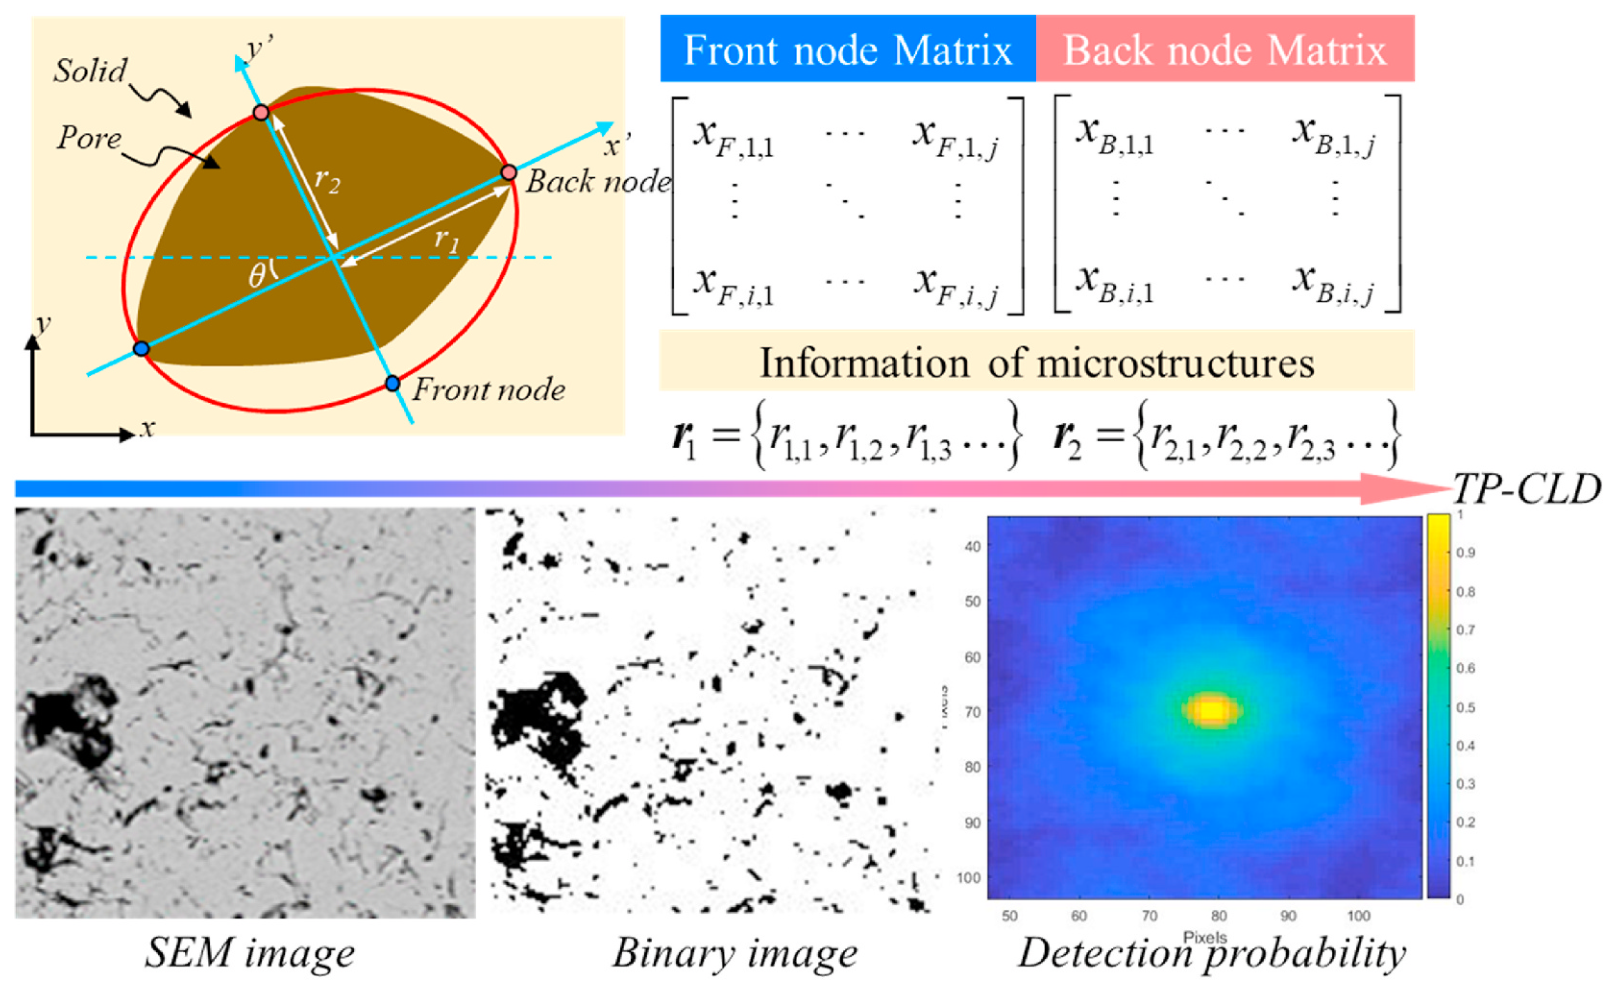 Solid
Pore
y’
x’
r2
r1
θ
Back node
Front node
y
x
Front node Matrix
Back node Matrix
xF,1,1 ··· xF,1,j
xF,i,1 ··· xF,i,j
xB,1,1 ··· xB,1,j
xB,i,1 ··· xB,i,j
Information of microstructures
r1 = {r1,1, r1,2, r1,3 ...}
r2 = {r2,1, r2,2, r2,3 ...}
TP-CLD
40
50
60
70
80
90
100
50 60 70 80 90 100
Pixels
1
0.9
0.8
0.7
0.6
0.5
0.4
0.3
0.2
0.1
0
SEM image
Binary image
Detection probability